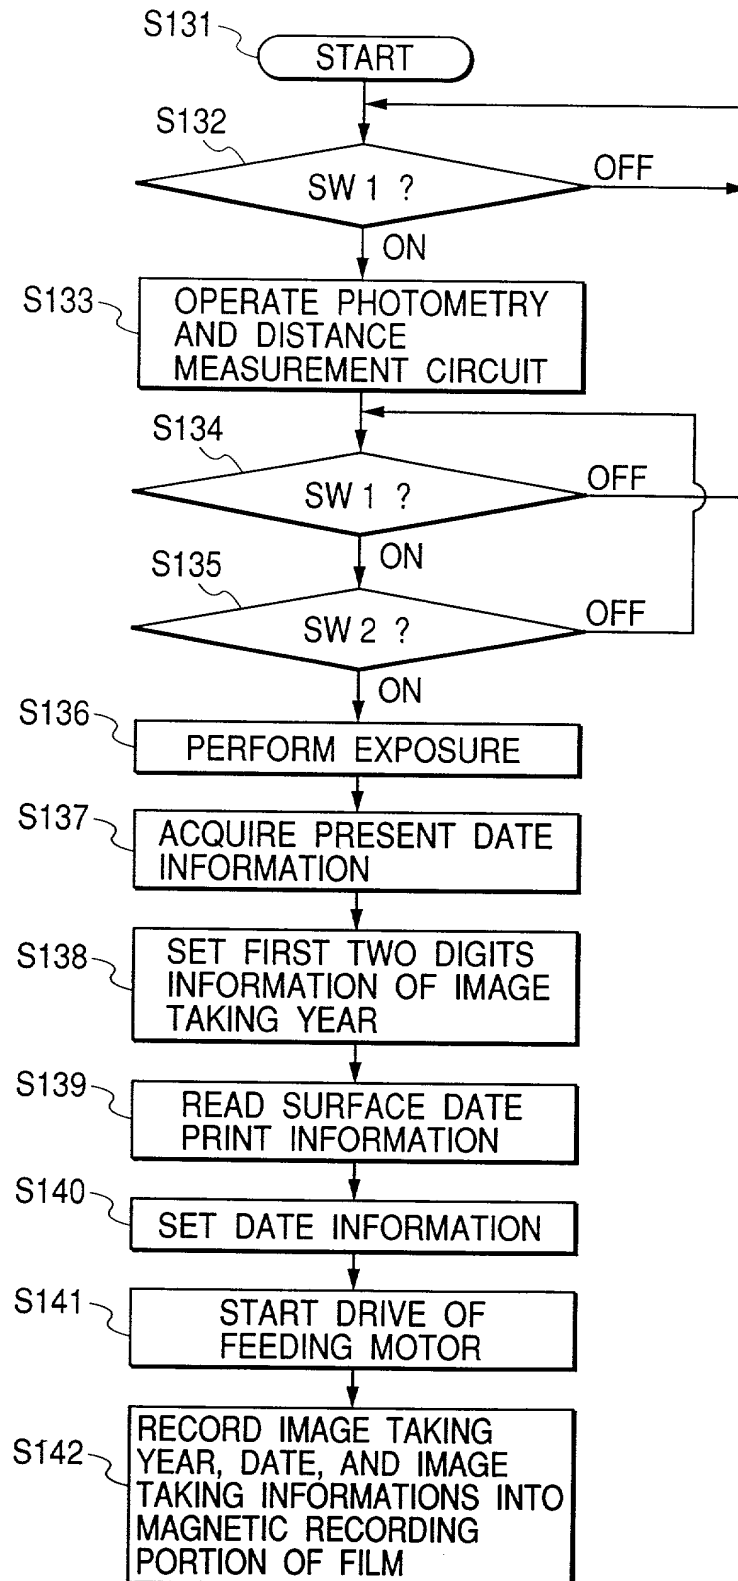 S131
START
S132
SW 1 ?
OFF
ON
S133
OPERATE PHOTOMETRY
AND DISTANCE
MEASUREMENT CIRCUIT
S134
SW 1 ?
OFF
ON
S135
SW 2 ?
OFF
ON
S136
PERFORM EXPOSURE
S137
ACQUIRE PRESENT DATE
INFORMATION
S138
SET FIRST TWO DIGITS
INFORMATION OF IMAGE
TAKING YEAR
S139
READ SURFACE DATE
PRINT INFORMATION
S140
SET DATE INFORMATION
S141
START DRIVE OF
FEEDING MOTOR
S142
RECORD IMAGE TAKING
YEAR, DATE, AND IMAGE
TAKING INFORMATIONS INTO
MAGNETIC RECORDING
PORTION OF FILM